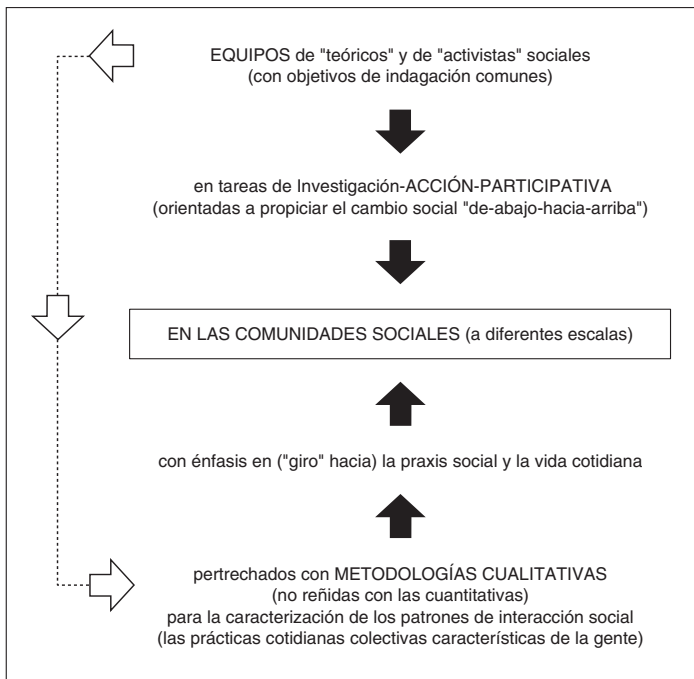 EQUIPOS de "teóricos" y de "activistas" sociales
(con objetivos de indagación comunes)
en tareas de Investigación-ACCIÓN-PARTICIPATIVA
(orientadas a propiciar el cambio social "de-abajo-hacia-arriba")
EN LAS COMUNIDADES SOCIALES (a diferentes escalas)
con énfasis en ("giro" hacia) la praxis social y la vida cotidiana
pertrechados con METODOLOGÍAS CUALITATIVAS
(no reñidas con las cuantitativas)
para la caracterización de los patrones de interacción social
(las prácticas cotidianas colectivas características de la gente)